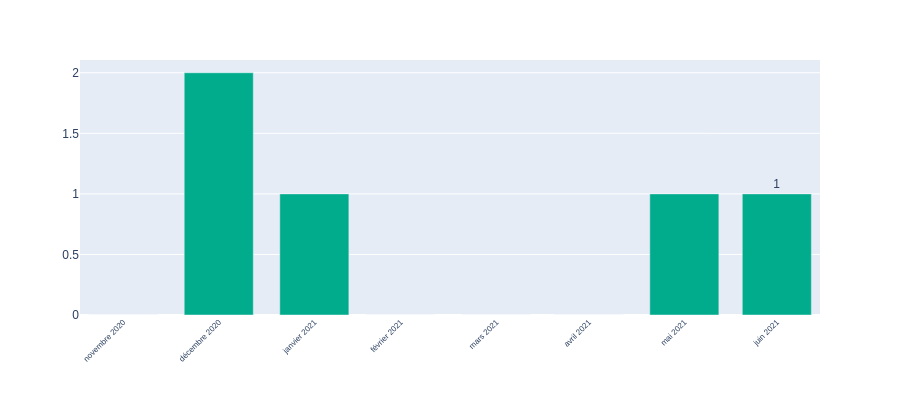 2
1.5
1
0.5
0
1
novembre 2020
décembre 2020
janvier 2021
février 2021
mars 2021
avril 2021
mai 2021
juin 2021